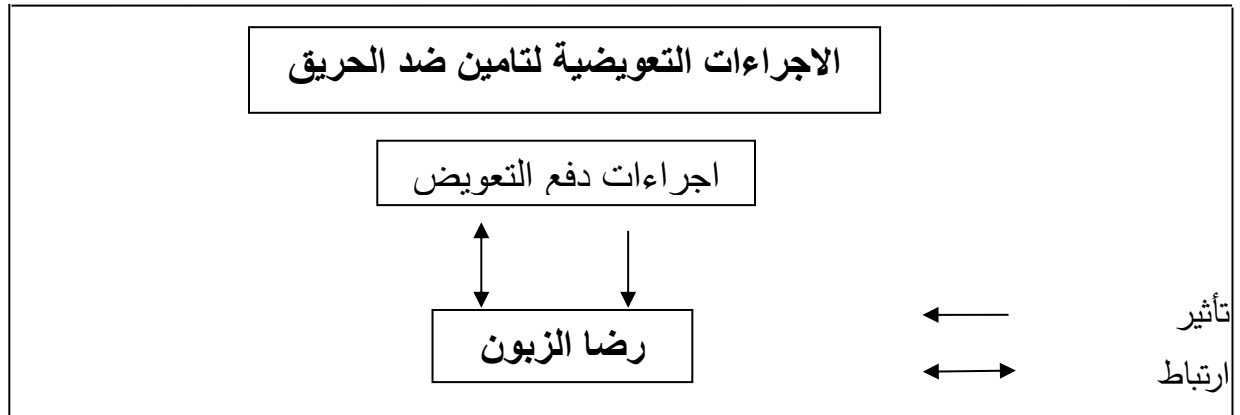 الاجراءات التعويضية لتامين ضد الحريق
اجراءات دفع التعويض
رضا الزبون
تأثير
ارتباط